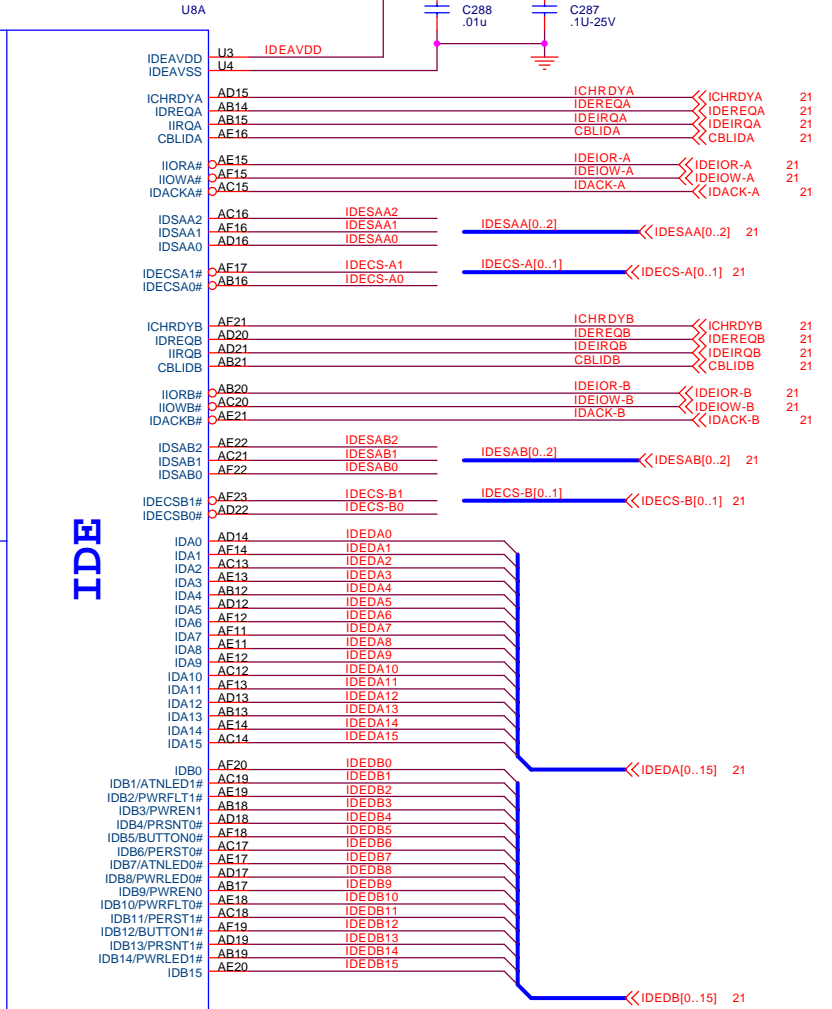 U8A
C288
.01u
C287
.1U-25V
IDEAVDD U3 IDEAVDD
IDEAVSS U4
ICHRDYA AD15 ICHRDYA ICHRDYA 21
IDREQA AB14 IDEREQA IDEREQA 21
IIRQA AB15 IDEIRQA IDEIRQA 21
CBLIDA AE16 CBLIDA CBLIDA 21
IIORA# AE15 IDEIOR-A IDEIOR-A 21
IIOWA# AF15 IDEIOW-A IDEIOW-A 21
IDACKA# AC15 IDACK-A IDACK-A 21
IDSAA2 AC16 IDESAA2
IDSAA1 AF16 IDESAA1 IDESAA[0..2] IDESAA[0..2] 21
IDSAA0 AD16 IDESAA0
IDECSA1# AF17 IDECS-A1 IDECS-A[0..1] IDECS-A[0..1] 21
IDECSA0# AB16 IDECS-A0
ICHRDYB AF21 ICHRDYB ICHRDYB 21
IDREQB AD20 IDEREQB IDEREQB 21
IIRQB AD21 IDEIRQB IDEIRQB 21
CBLIDB AB21 CBLIDB CBLIDB 21
IIORB# AB20 IDEIOR-B IDEIOR-B 21
IIOWB# AC20 IDEIOW-B IDEIOW-B 21
IDACKB# AE21 IDACK-B IDACK-B 21
IDSAB2 AE22 IDESAB2
IDSAB1 AC21 IDESAB1 IDESAB[0..2] IDESAB[0..2] 21
IDSAB0 AF22 IDESAB0
IDECSB1# AF23 IDECS-B1 IDECS-B[0..1] IDECS-B[0..1] 21
IDECSB0# AD22 IDECS-B0
IDE
IDA0 AD14 IDEDA0
IDA1 AF14 IDEDA1
IDA2 AC13 IDEDA2
IDA3 AE13 IDEDA3
IDA4 AB12 IDEDA4
IDA5 AD12 IDEDA5
IDA6 AF12 IDEDA6
IDA7 AF11 IDEDA7
IDA8 AE11 IDEDA8
IDA9 AE12 IDEDA9
IDA10 AC12 IDEDA10
IDA11 AF13 IDEDA11
IDA12 AD13 IDEDA12
IDA13 AB13 IDEDA13
IDA14 AE14 IDEDA14
IDA15 AC14 IDEDA15
IDEDA[0..15] 21
IDB0 AF20 IDEDB0
IDB1/ATNLED1# AC19 IDEDB1
IDB2/PWRFLT1# AE19 IDEDB2
IDB3/PWREN1 AB18 IDEDB3
IDB4/PRSNT0# AD18 IDEDB4
IDB5/BUTTON0# AF18 IDEDB5
IDB6/PERST0# AC17 IDEDB6
IDB7/ATNLED0# AE17 IDEDB7
IDB8/PWRLED0# AD17 IDEDB8
IDB9/PWREN0 AB17 IDEDB9
IDB10/PWRFLT0# AE18 IDEDB10
IDB11/PERST1# AC18 IDEDB11
IDB12/BUTTON1# AF19 IDEDB12
IDB13/PRSNT1# AD19 IDEDB13
IDB14/PWRLED1# AB19 IDEDB14
IDB15 AE20 IDEDB15
IDEDB[0..15] 21